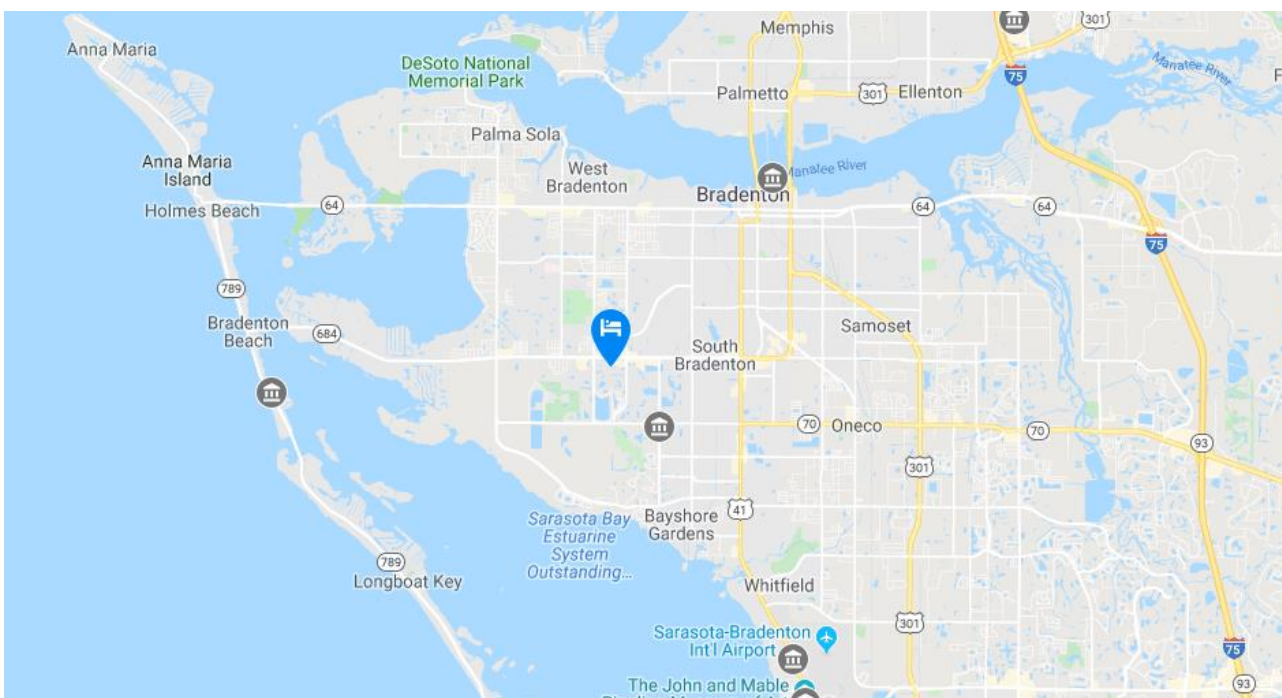 Memphis
301
Anna Maria
DeSoto National
Memorial Park
75
Manatee River
Palmetto
301
Ellenton
F
Palma Sola
Anna Maria
Island
West
Bradenton
Manatee River
Bradenton
Holmes Beach
64
64
64
75
789
Bradenton
Beach
684
Samoset
South
Bradenton
70
Oneco
70
93
301
41
Sarasota Bay
Estuarine
System
Outstanding...
Bayshore
Gardens
789
Longboat Key
Whitfield
301
Sarasota-Bradenton
Int'l Airport
75
The John and Mable
93